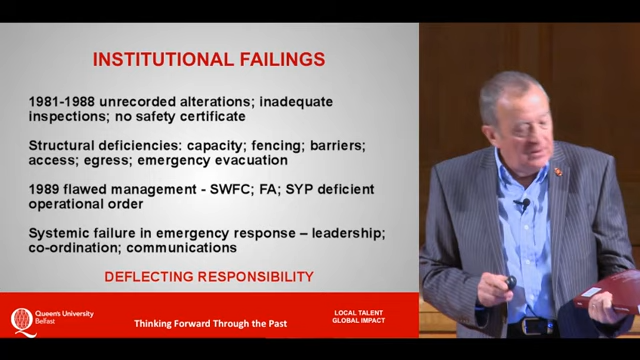 INSTITUTIONAL FAILINGS
1981-1988 unrecorded alterations; inadequate
inspections; no safety certificate
Structural deficiencies: capacity; fencing; barriers;
access; egress; emergency evacuation
1989 flawed management - SWFC; FA; SYP deficient
operational order
Systemic failure in emergency response – leadership;
co-ordination; communications
DEFLECTING RESPONSIBILITY
Queen's University
Belfast
Thinking Forward Through the Past
LOCAL TALENT
GLOBAL IMPACT